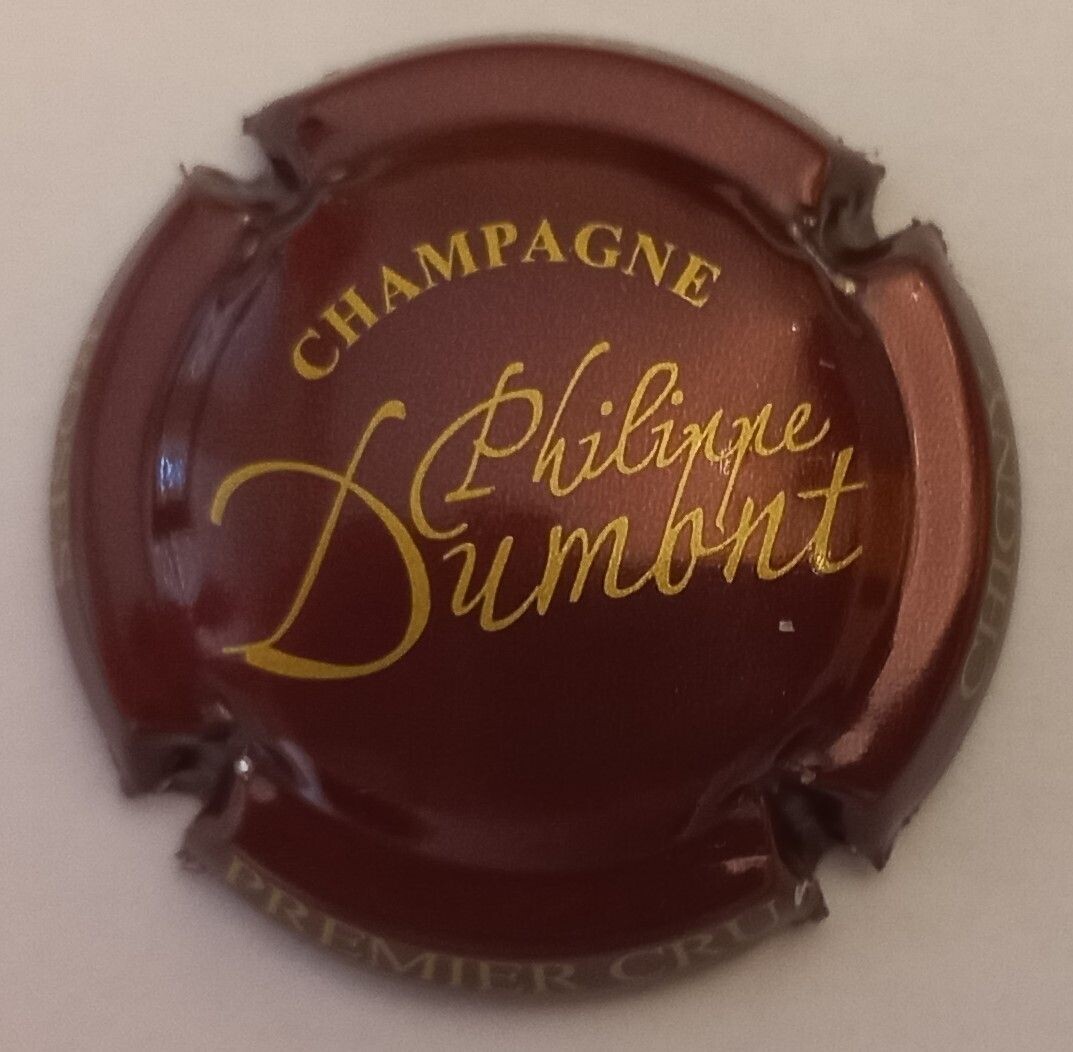 CHAMPAGNE
Philippe
Dumont
PREMIER CRU